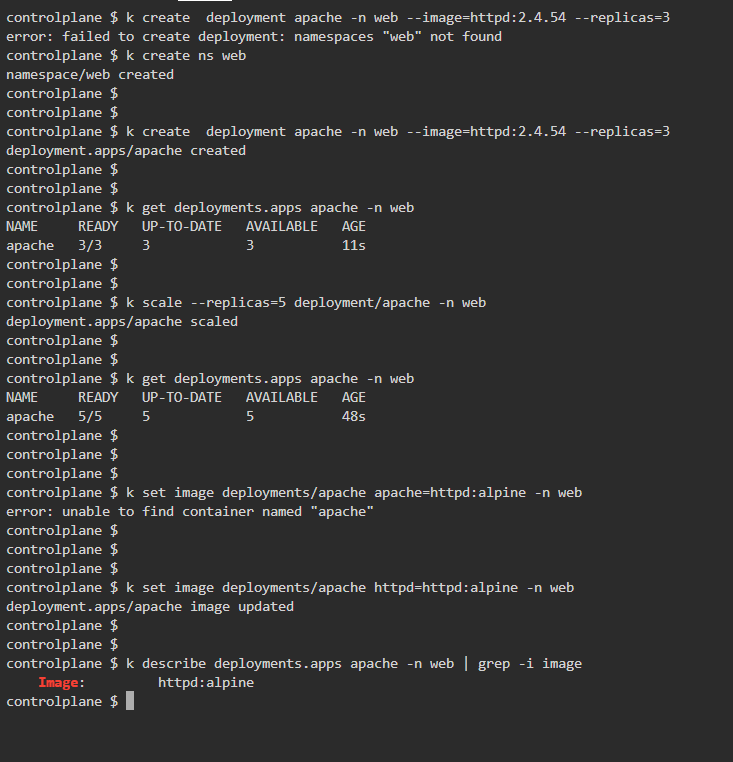 controlplane $ k create  deployment apache -n web --image=httpd:2.4.54 --replicas=3
error: failed to create deployment: namespaces "web" not found
controlplane $ k create ns web
namespace/web created
controlplane $
controlplane $
controlplane $ k create  deployment apache -n web --image=httpd:2.4.54 --replicas=3
deployment.apps/apache created
controlplane $
controlplane $
controlplane $ k get deployments.apps apache -n web
NAME     READY   UP-TO-DATE   AVAILABLE   AGE
apache   3/3     3            3           11s
controlplane $
controlplane $
controlplane $ k scale --replicas=5 deployment/apache -n web
deployment.apps/apache scaled
controlplane $
controlplane $
controlplane $ k get deployments.apps apache -n web
NAME     READY   UP-TO-DATE   AVAILABLE   AGE
apache   5/5     5            5           48s
controlplane $
controlplane $
controlplane $
controlplane $ k set image deployments/apache apache=httpd:alpine -n web
error: unable to find container named "apache"
controlplane $
controlplane $
controlplane $
controlplane $ k set image deployments/apache httpd=httpd:alpine -n web
deployment.apps/apache image updated
controlplane $
controlplane $
controlplane $ k describe deployments.apps apache -n web | grep -i image
    Image:         httpd:alpine
controlplane $